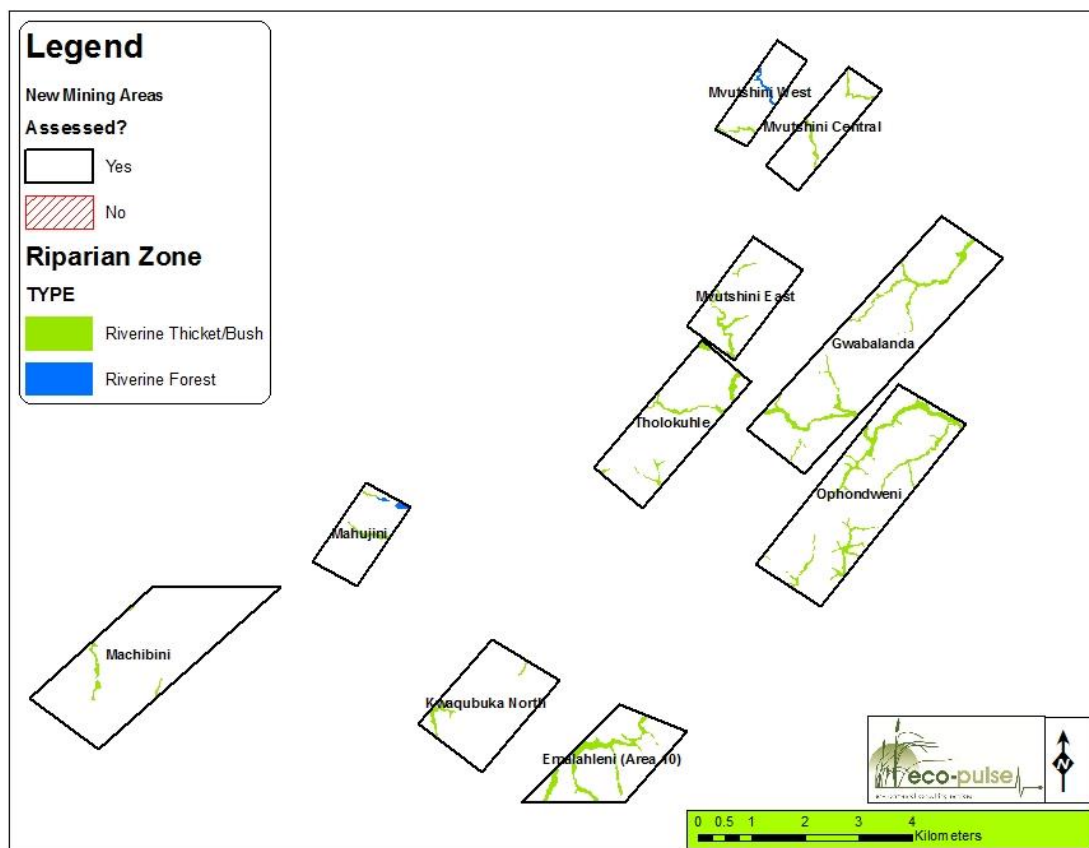 Legend
New Mining Areas
Assessed?
Yes
No
Riparian Zone
TYPE
Riverine Thicket/Bush
Riverine Forest
Mvutshini West
Mvutshini Central
Mvutshini East
Gwabalanda
Tholokuhle
Ophondweni
Mahujini
Machibini
Kwaqubuka North
Emalahleni (Area 10)
eco-pulse
N
0 0.5 1 2 3 4
Kilometers